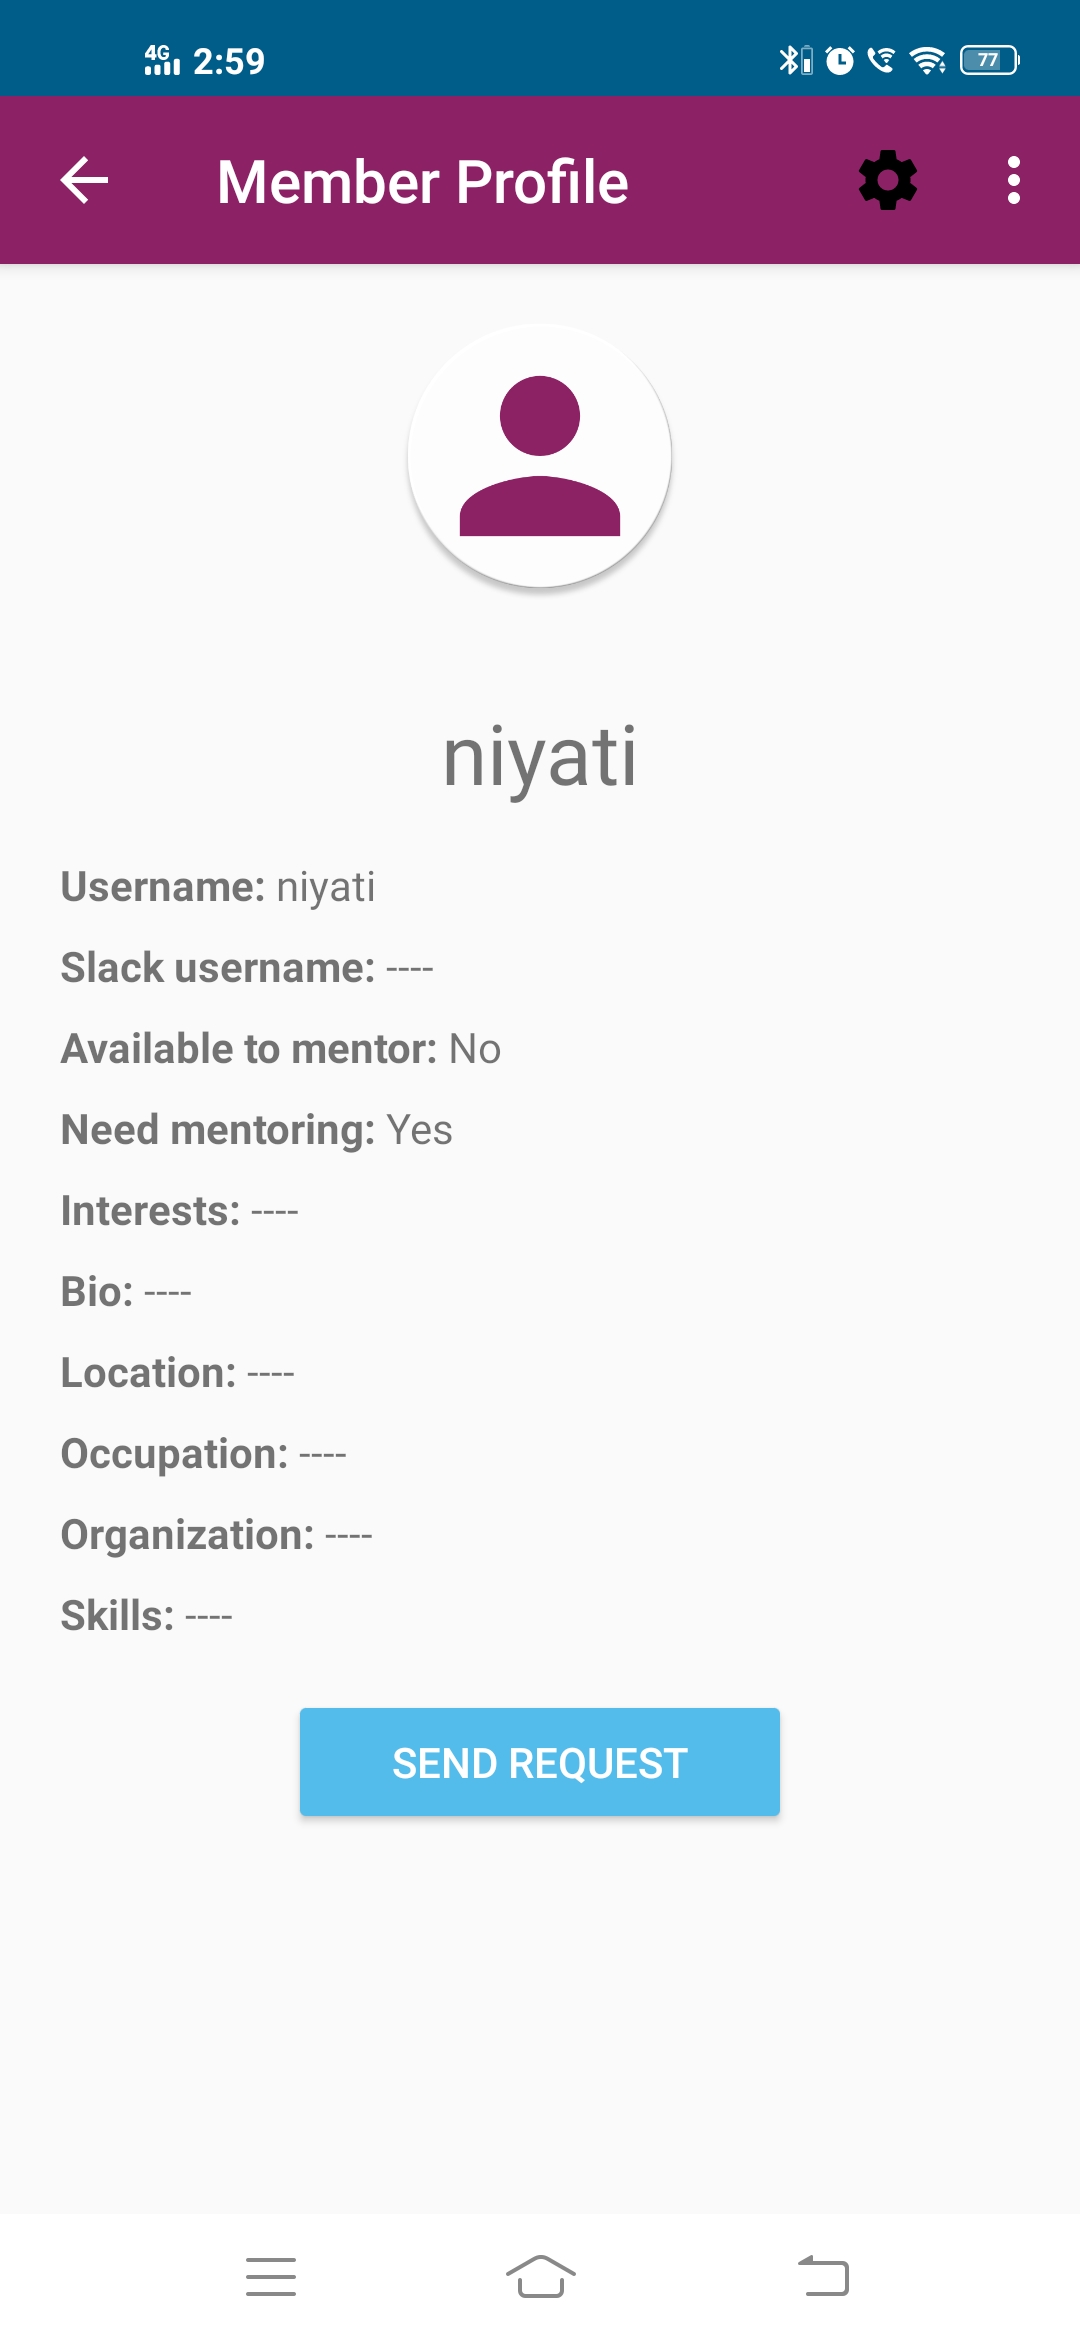 4G 2:59 77
Member Profile
niyati
Username: niyati
Slack username: ----
Available to mentor: No
Need mentoring: Yes
Interests: ----
Bio: ----
Location: ----
Occupation: ----
Organization: ----
Skills: ----
SEND REQUEST